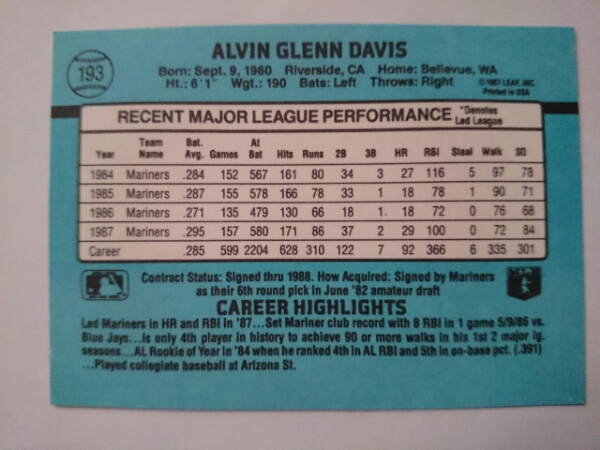 193
ALVIN GLENN DAVIS
Born: Sept. 9, 1960 Riverside, CA Home: Bellevue, WA
Ht.: 6'1" Wgt.: 190 Bats: Left Throws: Right
©1987 LEAF, INC.
Printed in USA
RECENT MAJOR LEAGUE PERFORMANCE *Denotes Led League
Year Team Name Bat. Avg. Games At Bat Hits Runs 2B 3B HR RBI Steal Walk SO
1984 Mariners .284 152 567 161 80 34 3 27 116 5 97 78
1985 Mariners .287 155 578 166 78 33 1 18 78 1 90 71
1986 Mariners .271 135 479 130 66 18 1. 18 72 0 76 68
1987 Mariners .295 157 580 171 86 37 2 29 100 0 72 84
Career .285 599 2204 628 310 122 7 92 366 6 335 301
Contract Status: Signed thru 1988. How Acquired: Signed by Mariners
as their 6th round pick in June '82 amateur draft
CAREER HIGHLIGHTS
Led Mariners in HR and RBI in '87...Set Mariner club record with 8 RBI in 1 game 5/9/86 vs.
Blue Jays...Is only 4th player in history to achieve 90 or more walks in his 1st 2 major lg.
seasons...AL Rookie of Year in '84 when he ranked 4th in AL RBI and 5th in on-base pct. (.391)
...Played collegiate baseball at Arizona St.